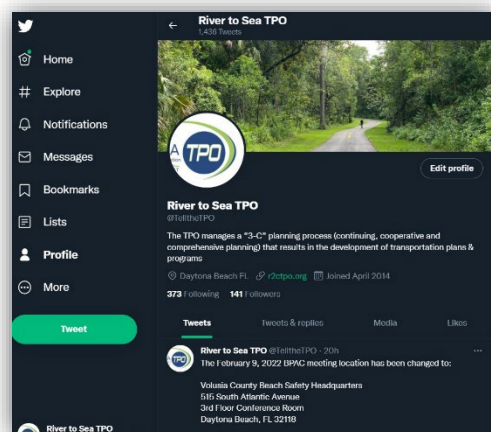 Home
Explore
Notifications
Messages
Bookmarks
Lists
Profile
More
Tweet
River to Sea TPO
River to Sea TPO
1,436 Tweets
TPO
Edit profile
River to Sea TPO
@TelltheTPO
The TPO manages a "3-C" planning process (continuing, cooperative and
comprehensive planning) that results in the development of transportation plans &
programs
Daytona Beach FL r2ctpo.org Joined April 2014
373 Following 141 Followers
Tweets Tweets & replies Media Likes
TPO
River to Sea TPO @TelltheTPO · 20h
The February 9, 2022 BPAC meeting location has been changed to:
Volusia County Beach Safety Headquarters
515 South Atlantic Avenue
3rd Floor Conference Room
Daytona Beach, FL 32118